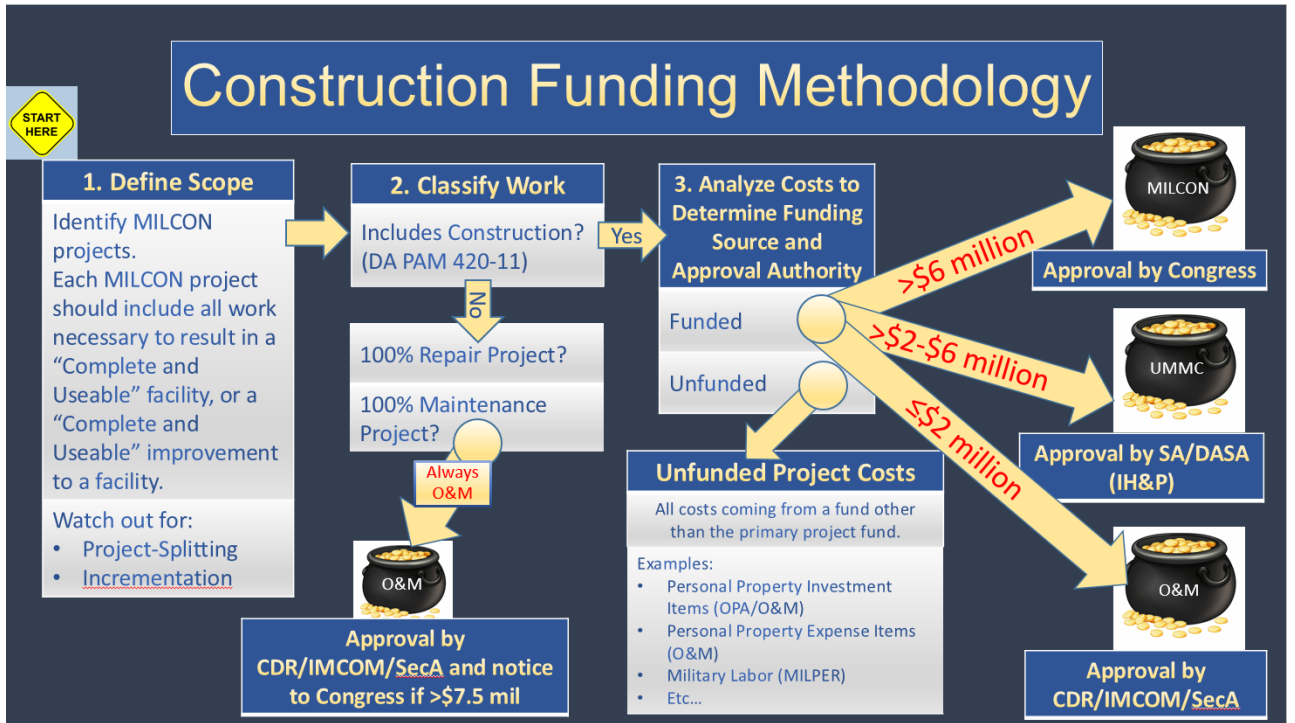 Construction Funding Methodology
START
HERE
1. Define Scope
Identify MILCON
projects.
Each MILCON project
should include all work
necessary to result in a
“Complete and
Useable” facility, or a
“Complete and
Useable” improvement
to a facility.
Watch out for:
• Project-Splitting
• Incrementation
2. Classify Work
Includes Construction?
(DA PAM 420-11)
Yes
No
100% Repair Project?
100% Maintenance
Project?
Always
O&M
O&M
Approval by
CDR/IMCOM/SecA and notice
to Congress if >$7.5 mil
3. Analyze Costs to
Determine Funding
Source and
Approval Authority
Funded
Unfunded
Unfunded Project Costs
All costs coming from a fund other
than the primary project fund.
Examples:
• Personal Property Investment
Items (OPA/O&M)
• Personal Property Expense Items
(O&M)
• Military Labor (MILPER)
• Etc…
>$6 million
MILCON
Approval by Congress
>$2-$6 million
UMMC
Approval by SA/DASA
(IH&P)
≤$2 million
O&M
Approval by
CDR/IMCOM/SecA